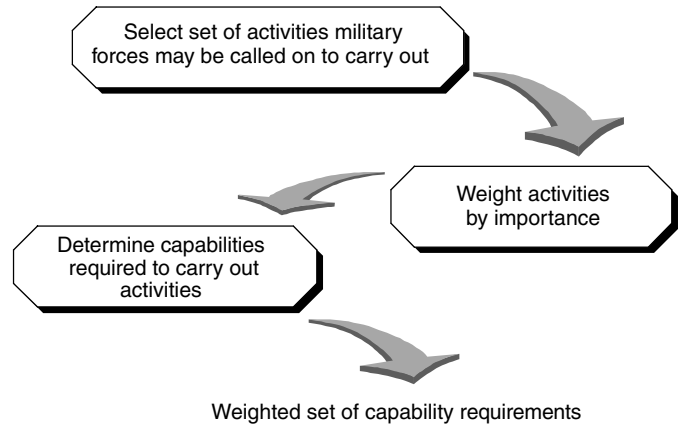 Select set of activities military
forces may be called on to carry out
Weight activities
by importance
Determine capabilities
required to carry out
activities
Weighted set of capability requirements